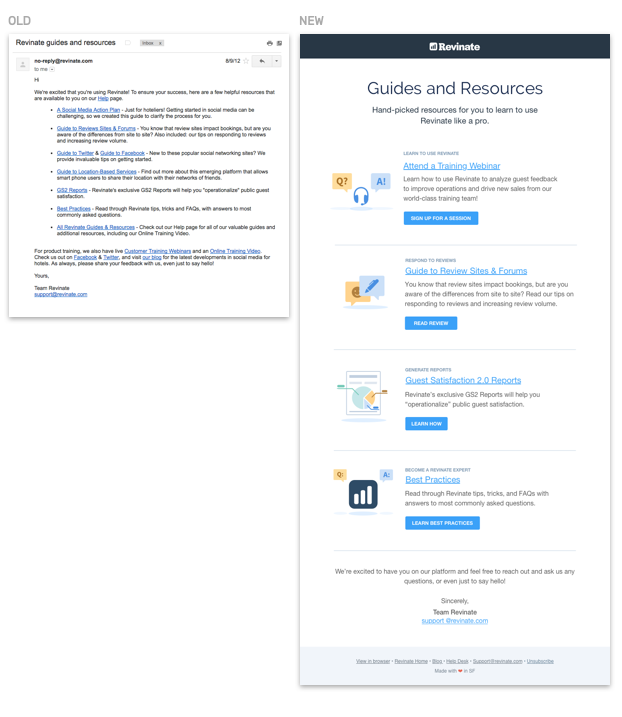 OLD
Revinate guides and resources
Inbox x
no-reply@revinate.com
8/9/12
to me
Hi
We're excited that you're using Revinate! To ensure your success, here are a few helpful resources that
are available to you on our Help page.
• A Social Media Action Plan - Just for hoteliers! Getting started in social media can be
challenging, so we created this guide to clarify the process for you.
• Guide to Reviews Sites & Forums - You know that review sites impact bookings, but are you
aware of the differences from site to site? Also included: our tips on responding to reviews
and increasing review volume.
• Guide to Twitter & Guide to Facebook - New to these popular social networking sites? We
provide invaluable tips on getting started.
• Guide to Location-Based Services - Find out more about this emerging platform that allows
smart phone users to share their location with their networks of friends.
• GS2 Reports - Revinate's exclusive GS2 Reports will help you "operationalize" public guest
satisfaction.
• Best Practices - Read through Revinate tips, tricks and FAQs, with answers to most
commonly asked questions.
• All Revinate Guides & Resources - Check out our Help page for all of our valuable guides and
additional resources, including our Online Training Video.
For product training, we also have live Customer Training Webinars and an Online Training Video.
Check us out on Facebook & Twitter, and visit our blog for the latest developments in social media for
hotels. As always, please share your feedback with us, even just to say hello!
Yours,
Team Revinate
support@revinate.com
NEW
Revinate
Guides and Resources
Hand-picked resources for you to learn to use
Revinate like a pro.
Q?
A!
LEARN TO USE REVINATE
Attend a Training Webinar
Learn how to use Revinate to analyze guest feedback
to improve operations and drive new sales from our
world-class training team!
SIGN UP FOR A SESSION
RESPOND TO REVIEWS
Guide to Review Sites & Forums
You know that review sites impact bookings, but are you
aware of the differences from site to site? Read our tips on
responding to reviews and increasing review volume.
READ REVIEW
GENERATE REPORTS
Guest Satisfaction 2.0 Reports
Revinate's exclusive GS2 Reports will help you
"operationalize" public guest satisfaction.
LEARN HOW
Q:
A:
BECOME A REVINATE EXPERT
Best Practices
Read through Revinate tips, tricks, and FAQs with
answers to most commonly asked questions.
LEARN BEST PRACTICES
We're excited to have you on our platform and feel free to reach out and ask us any
questions, or even just to say hello!
Sincerely,
Team Revinate
support @revinate.com
View in browser • Revinate Home • Blog • Help Desk • Support@revinate.com • Unsubscribe
Made with ❤ in SF